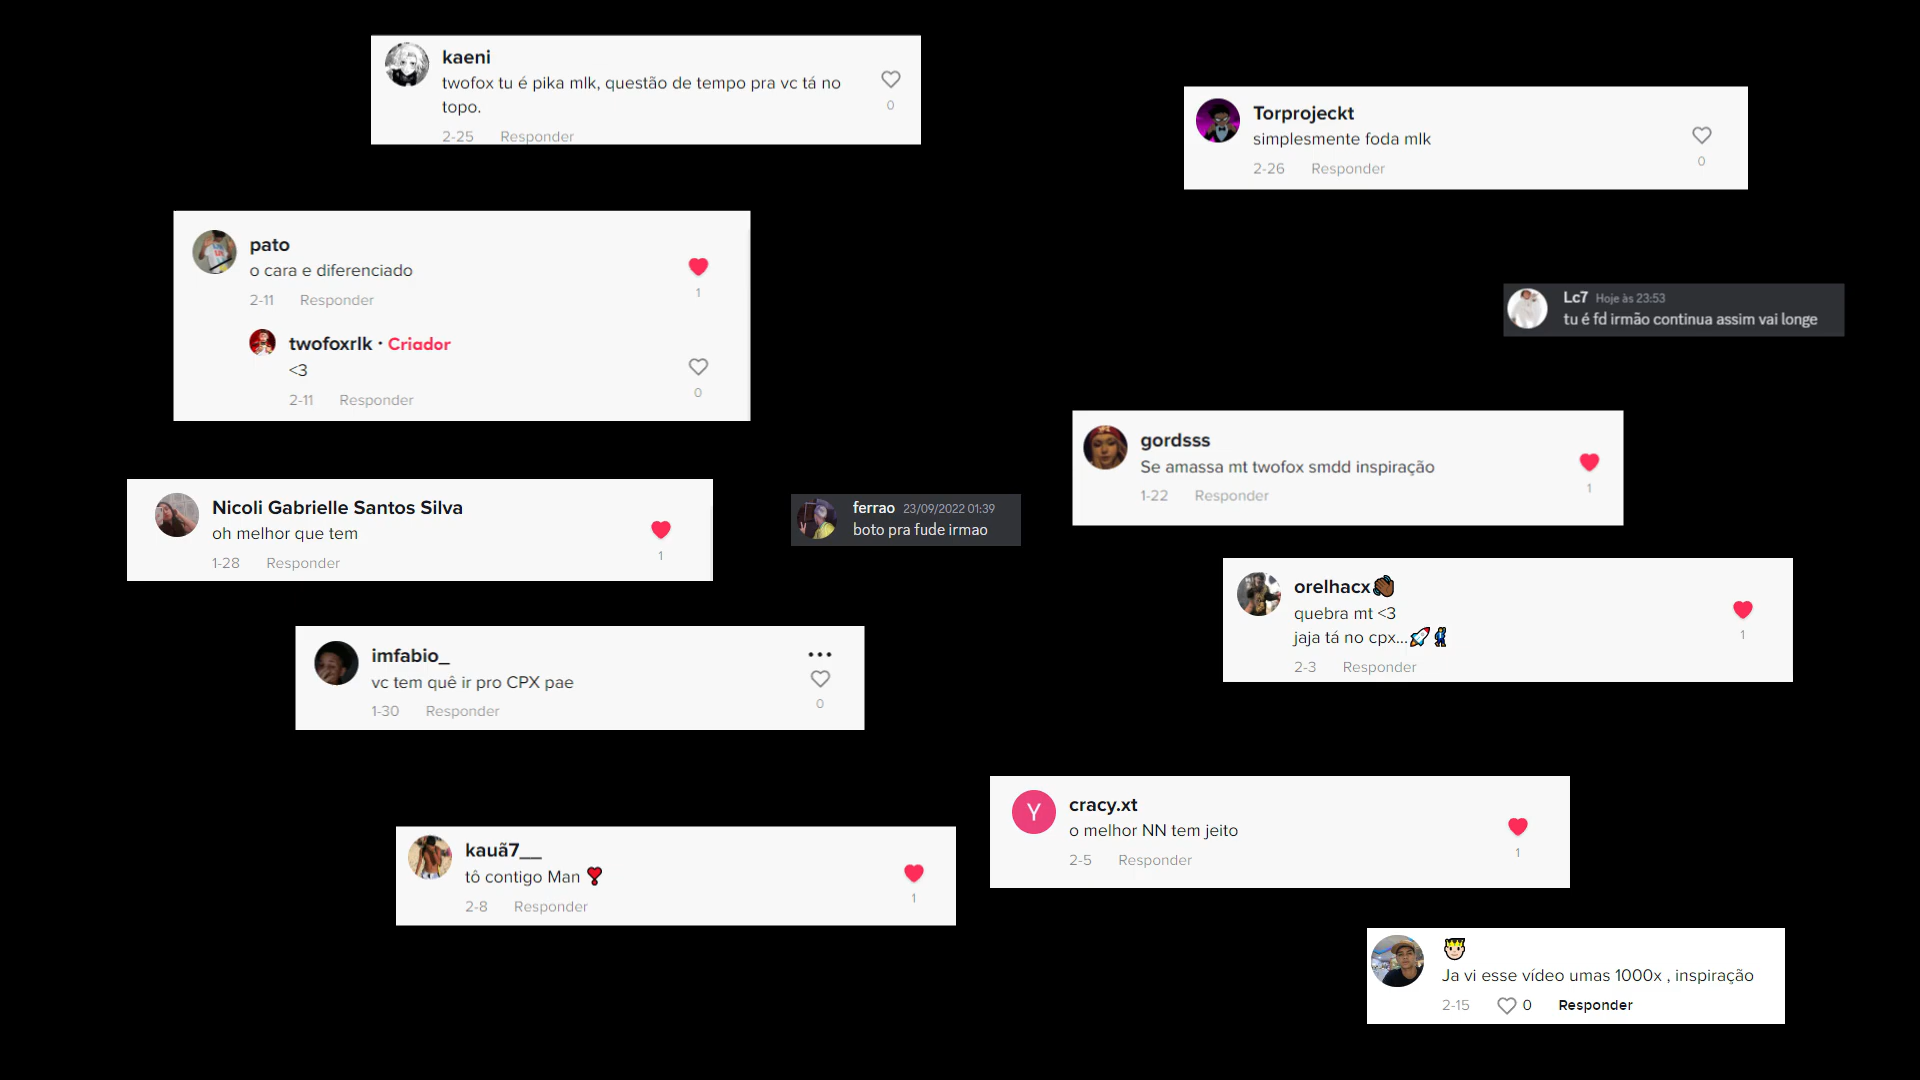 kaeni
twofox tu é pika mlk, questão de tempo pra vc tá no
topo.
0
2-25 Responder
Torprojeckt
simplesmente foda mlk
0
2-26 Responder
pato
o cara e diferenciado
1
2-11 Responder
twofoxrlk · Criador
<3
0
2-11 Responder
Lc7 Hoje às 23:53
tu é fd irmão continua assim vai longe
gordsss
Se amassa mt twofox smdd inspiração
1
1-22 Responder
Nicoli Gabrielle Santos Silva
oh melhor que tem
1
1-28 Responder
ferrao 23/09/2022 01:39
boto pra fude irmao
orelhacx👋🏾
quebra mt <3
jaja tá no cpx...🚀🕴
1
2-3 Responder
imfabio_
vc tem quê ir pro CPX pae
0
1-30 Responder
Y
cracy.xt
o melhor NN tem jeito
1
2-5 Responder
kauã7__
tô contigo Man ❣
1
2-8 Responder
🤴🏻
Ja vi esse vídeo umas 1000x , inspiração
2-15 0 Responder